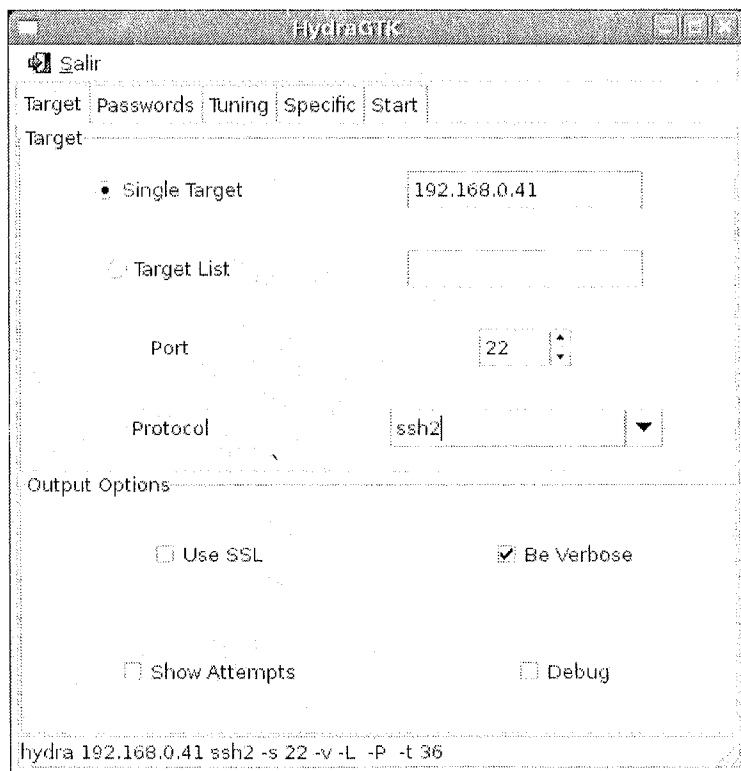 HydraGTK
Salir
Target Passwords Tuning Specific Start
Target
Single Target 192.168.0.41
Target List
Port 22
Protocol ssh2
Output Options
Use SSL Be Verbose
Show Attempts Debug
hydra 192.168.0.41 ssh2 -s 22 -v -L -P -t 36